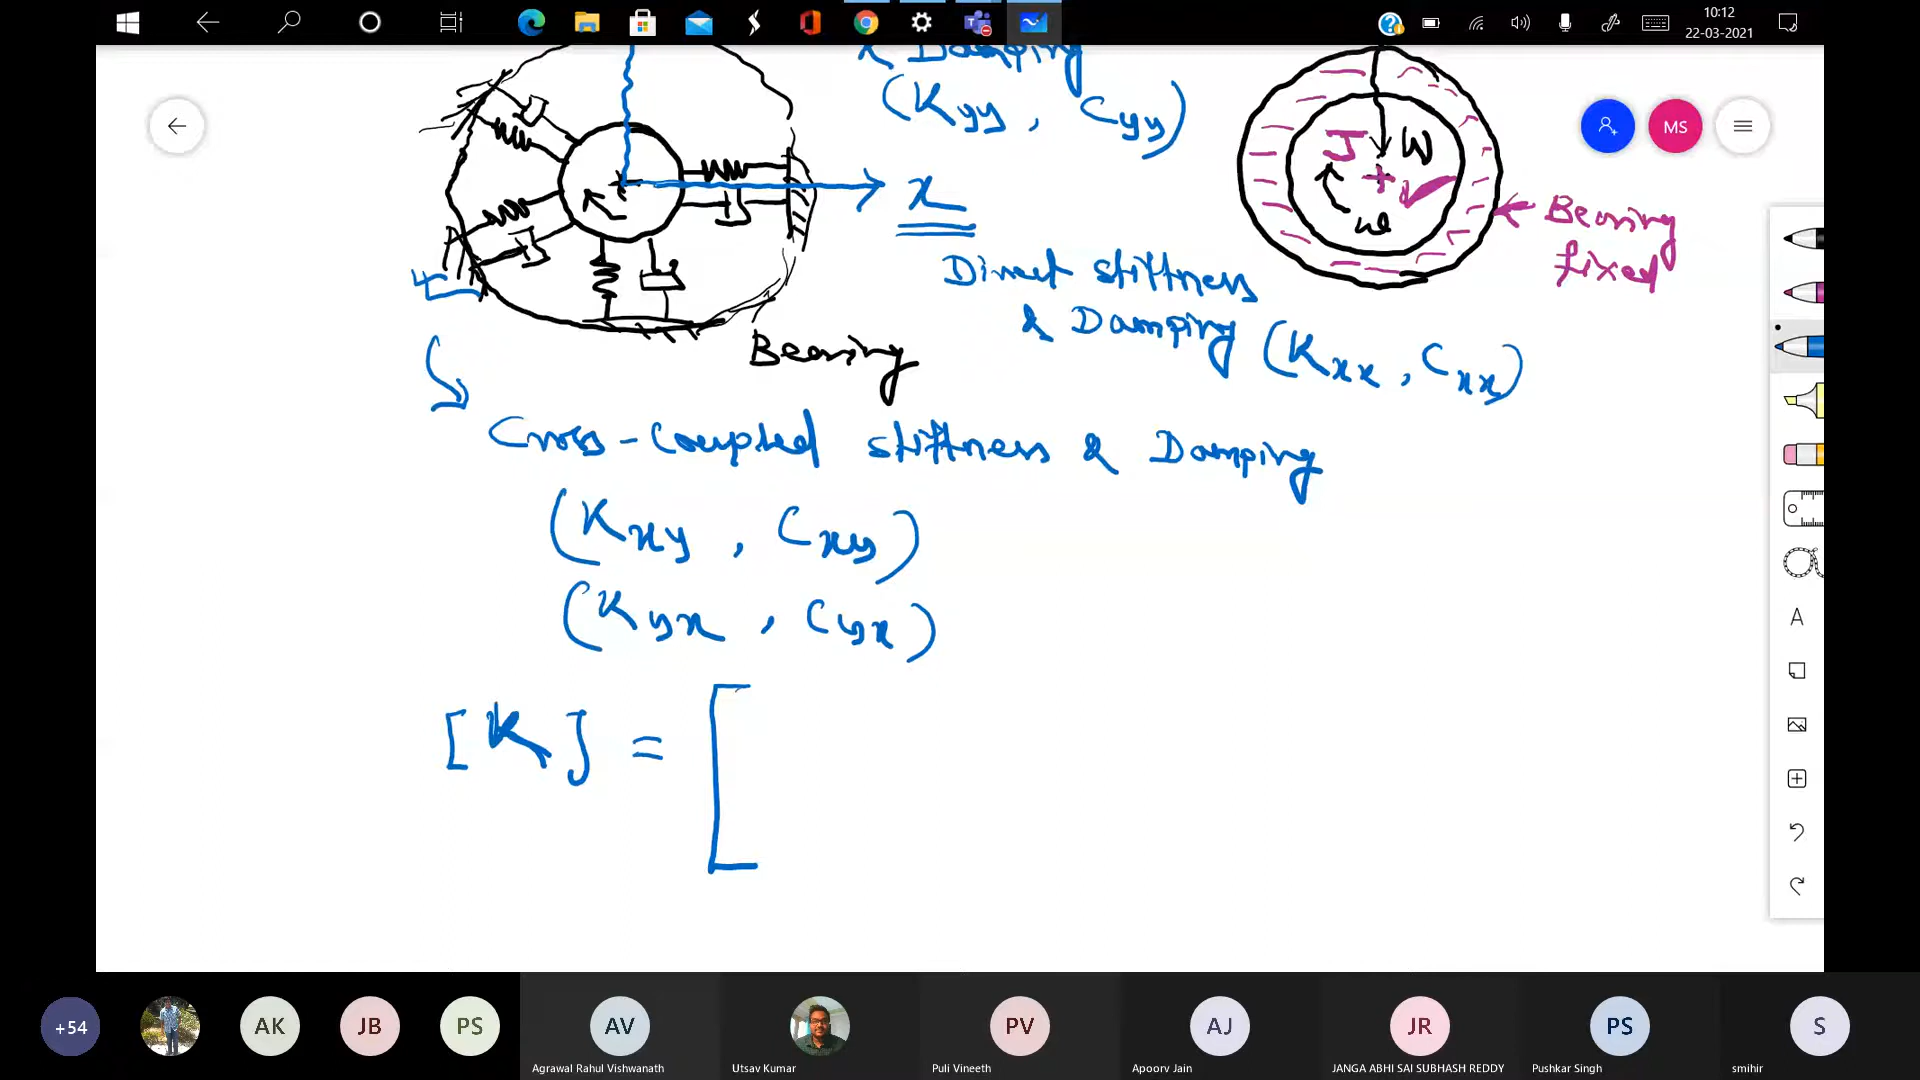 10:12
22-03-2021
& Damping
(Kyy, Cyy)
J W
ω
x
MS
Bearing
fixed
Direct stiffness
& Damping (Kxx, Cxx)
Bearing
Cross-Coupled stiffness & Damping
(Kxy, Cxy)
(Kyx, Cyx)
[K] = [
A
+54
AK
JB
PS
AV
PV
AJ
JR
PS
S
Agrawal Rahul Vishwanath
Utsav Kumar
Puli Vineeth
Apoorv Jain
JANGA ABHI SAI SUBHASH REDDY
Pushkar Singh
smihir